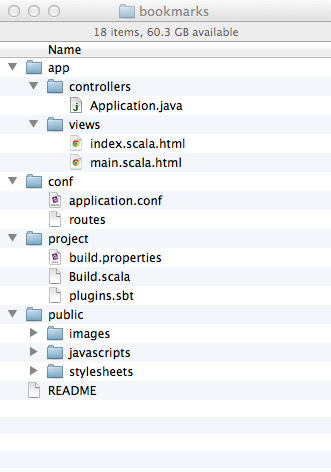 bookmarks
18 items, 60.3 GB available
Name
app
controllers
Application.java
views
index.scala.html
main.scala.html
conf
application.conf
routes
project
build.properties
Build.scala
plugins.sbt
public
images
javascripts
stylesheets
README